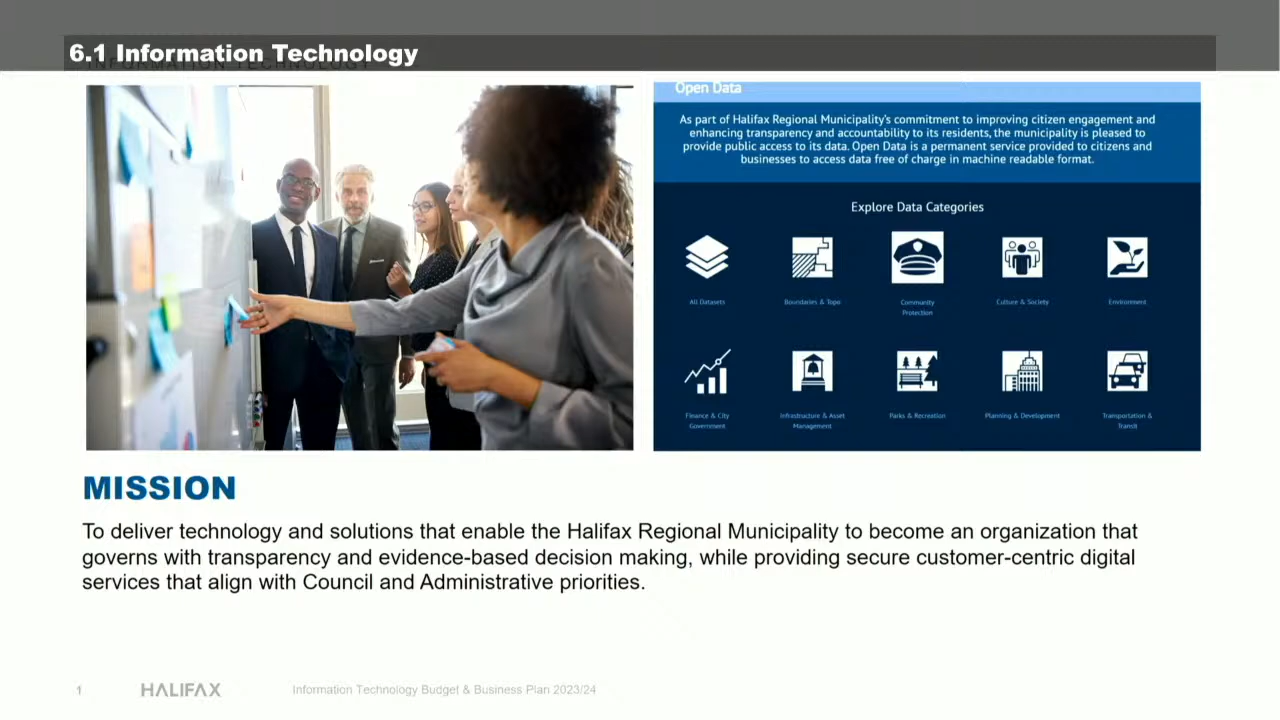 6.1 Information Technology
INFORMATION TECHNOLOGY
Open Data
As part of Halifax Regional Municipality's commitment to improving citizen engagement and
enhancing transparency and accountability to its residents, the municipality is pleased to
provide public access to its data. Open Data is a permanent service provided to citizens and
businesses to access data free of charge in machine readable format.
Explore Data Categories
All Datasets
Boundaries & Topo
Community
Protection
Culture & Society
Environment
Finance & City
Government
Infrastructure & Asset
Management
Parks & Recreation
Planning & Development
Transportation &
Transit
MISSION
To deliver technology and solutions that enable the Halifax Regional Municipality to become an organization that
governs with transparency and evidence-based decision making, while providing secure customer-centric digital
services that align with Council and Administrative priorities.
1
HALIFAX
Information Technology Budget & Business Plan 2023/24